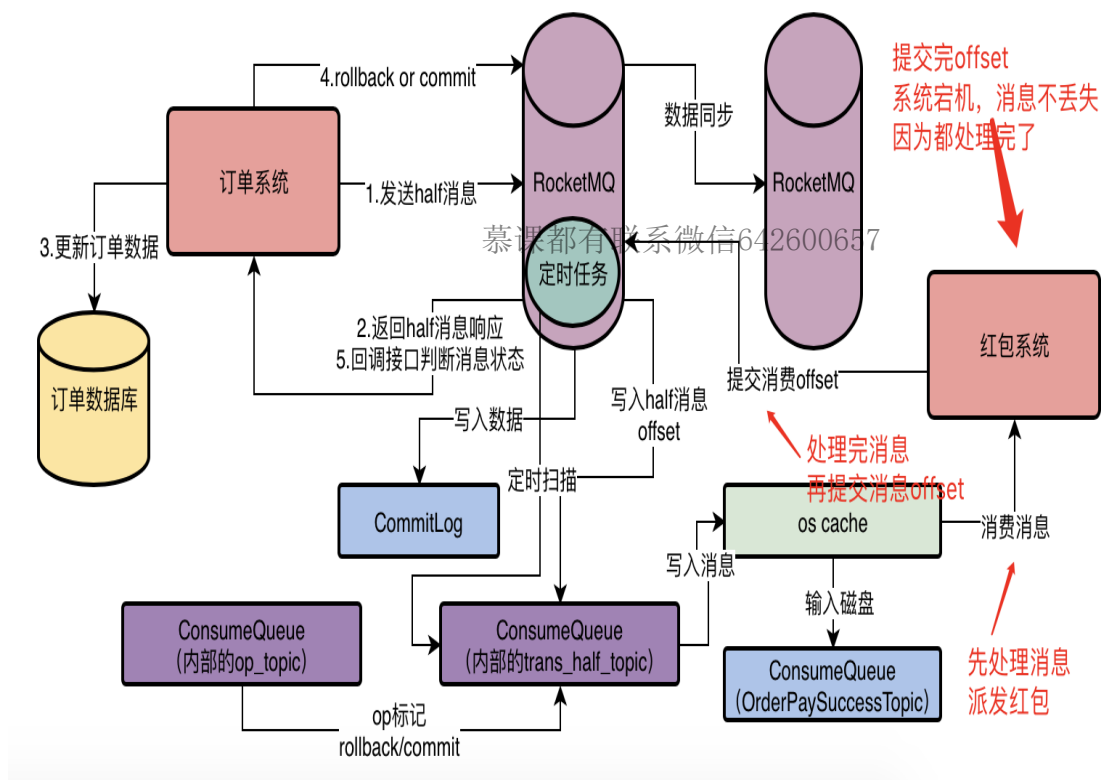 提交完offset
系统宕机，消息不丢失
因为都处理完了
4.rollback or commit
数据同步
订单系统
1.发送half消息
RocketMQ
RocketMQ
慕课都有联系微信642600657
3.更新订单数据
定时任务
2.返回half消息响应
5.回调接口判断消息状态
红包系统
订单数据库
提交消费offset
写入half消息
offset
写入数据
处理完消息
再提交消息offset
定时扫描
CommitLog
os cache
消费消息
写入消息
输入磁盘
ConsumeQueue
（内部的op_topic）
ConsumeQueue
（内部的trans_half_topic）
ConsumeQueue
（OrderPaySuccessTopic）
先处理消息
派发红包
op标记
rollback/commit